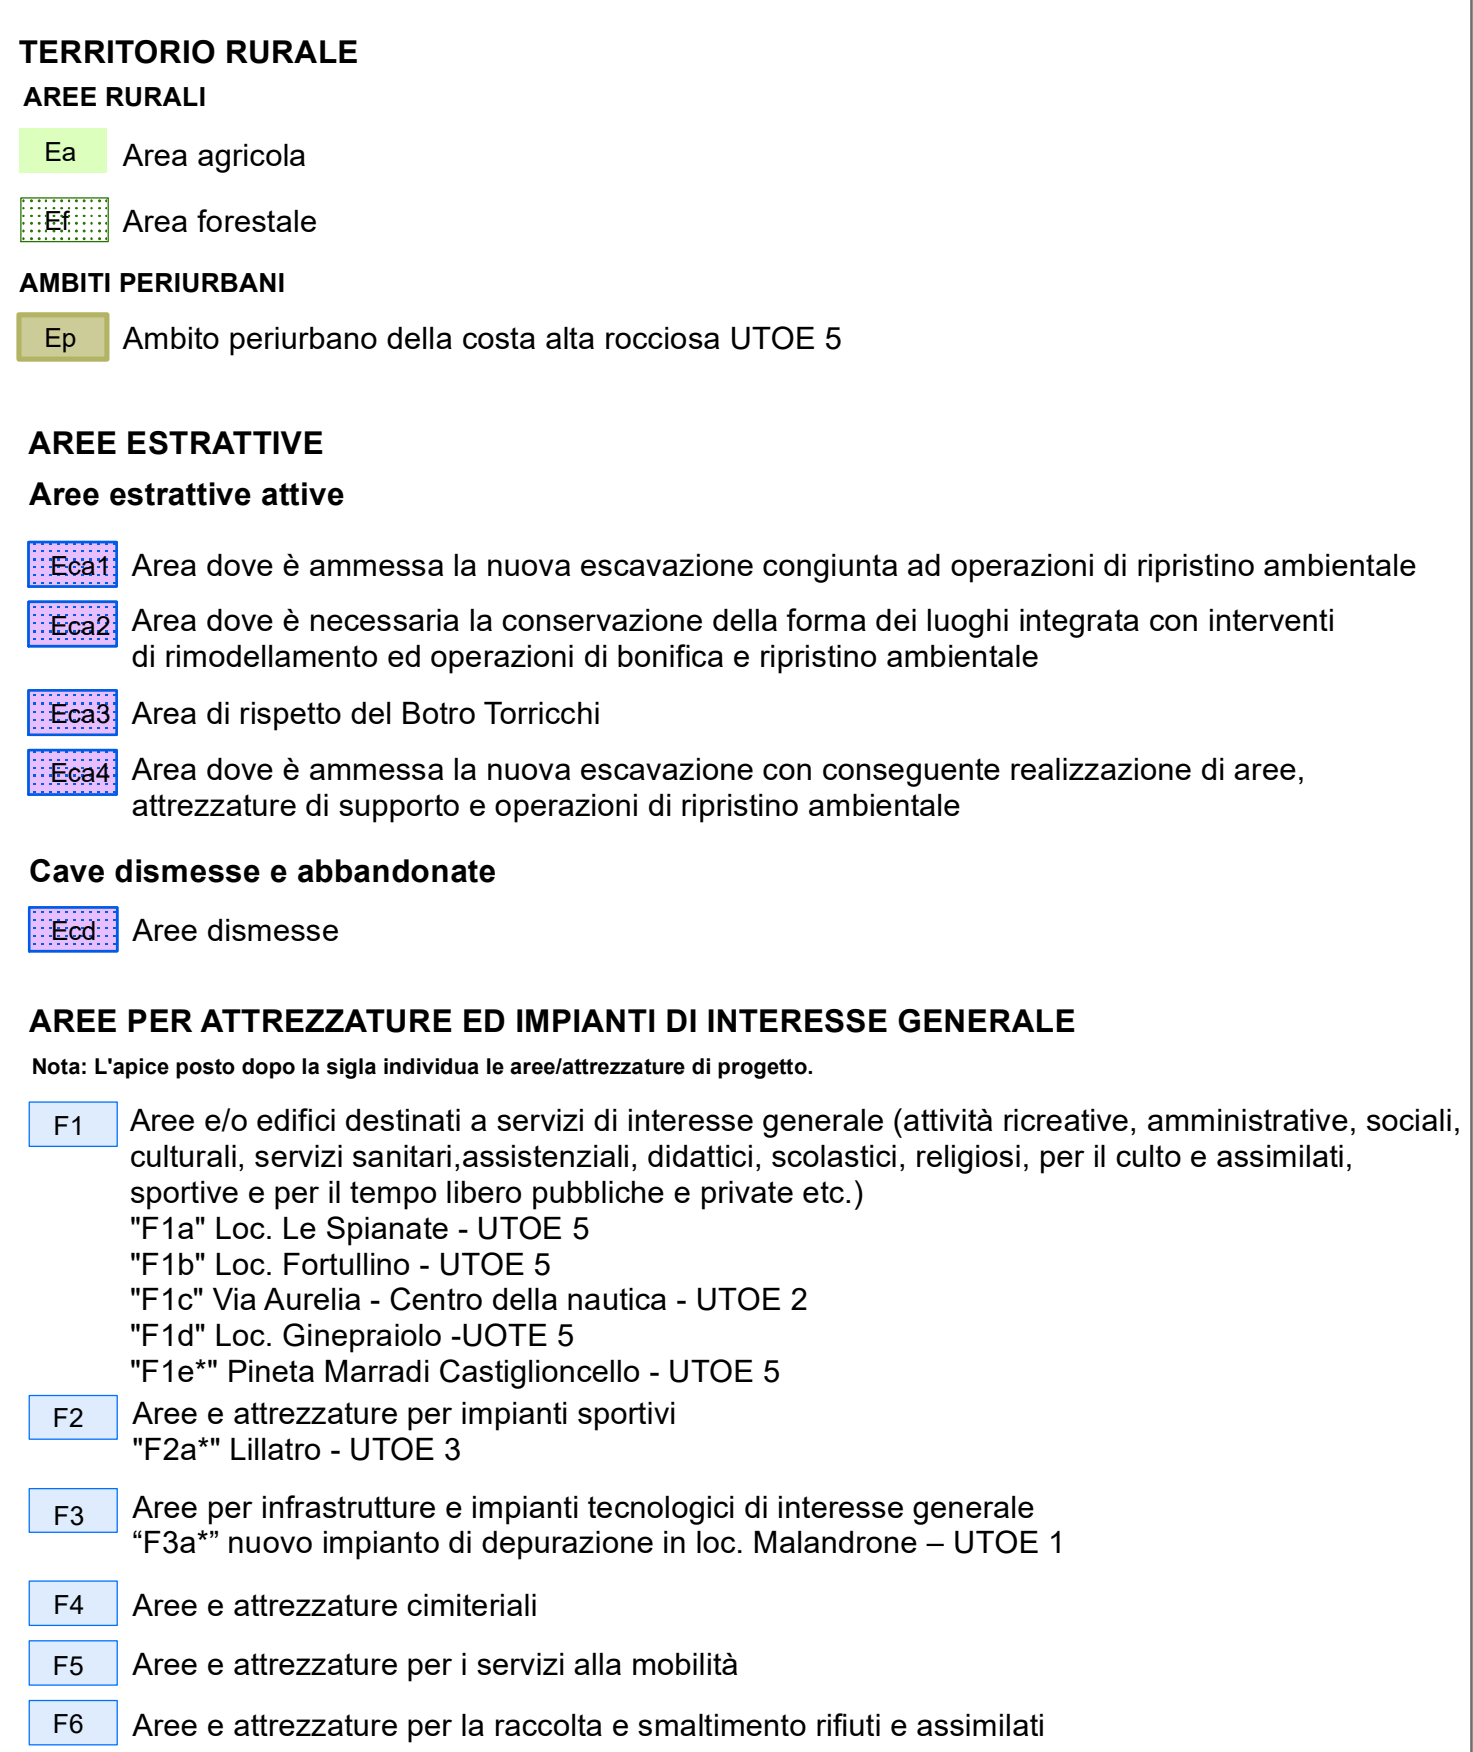 TERRITORIO RURALE
AREE RURALI
Ea Area agricola
Ef Area forestale
AMBITI PERIURBANI
Ep Ambito periurbano della costa alta rocciosa UTOE 5
AREE ESTRATTIVE
Aree estrattive attive
Eca1 Area dove è ammessa la nuova escavazione congiunta ad operazioni di ripristino ambientale
Eca2 Area dove è necessaria la conservazione della forma dei luoghi integrata con interventi
di rimodellamento ed operazioni di bonifica e ripristino ambientale
Eca3 Area di rispetto del Botro Torricchi
Eca4 Area dove è ammessa la nuova escavazione con conseguente realizzazione di aree,
attrezzature di supporto e operazioni di ripristino ambientale
Cave dismesse e abbandonate
Ecd Aree dismesse
AREE PER ATTREZZATURE ED IMPIANTI DI INTERESSE GENERALE
Nota: L'apice posto dopo la sigla individua le aree/attrezzature di progetto.
F1 Aree e/o edifici destinati a servizi di interesse generale (attività ricreative, amministrative, sociali,
culturali, servizi sanitari,assistenziali, didattici, scolastici, religiosi, per il culto e assimilati,
sportive e per il tempo libero pubbliche e private etc.)
"F1a" Loc. Le Spianate - UTOE 5
"F1b" Loc. Fortullino - UTOE 5
"F1c" Via Aurelia - Centro della nautica - UTOE 2
"F1d" Loc. Ginepraiolo -UOTE 5
"F1e*" Pineta Marradi Castiglioncello - UTOE 5
F2 Aree e attrezzature per impianti sportivi
"F2a*" Lillatro - UTOE 3
F3 Aree per infrastrutture e impianti tecnologici di interesse generale
“F3a*” nuovo impianto di depurazione in loc. Malandrone – UTOE 1
F4 Aree e attrezzature cimiteriali
F5 Aree e attrezzature per i servizi alla mobilità
F6 Aree e attrezzature per la raccolta e smaltimento rifiuti e assimilati